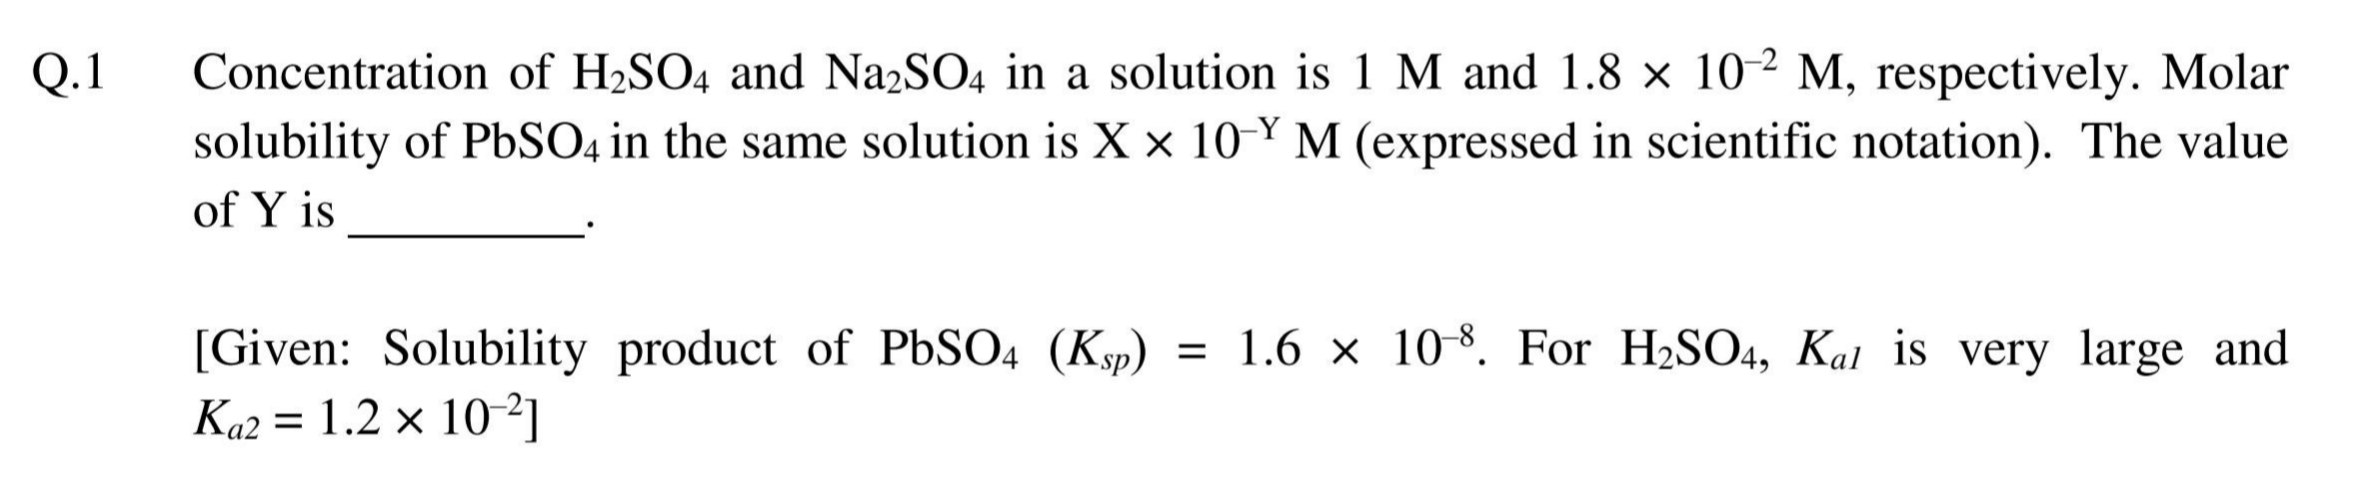 Q.1 Concentration of H₂SO₄ and Na₂SO₄ in a solution is 1 M and 1.8 × 10⁻² M, respectively. Molar
solubility of PbSO₄ in the same solution is X × 10⁻ʸ M (expressed in scientific notation). The value
of Y is __________.
[Given: Solubility product of PbSO₄ (Kₛₚ) = 1.6 × 10⁻⁸. For H₂SO₄, Kₐ₁ is very large and
Kₐ₂ = 1.2 × 10⁻²]